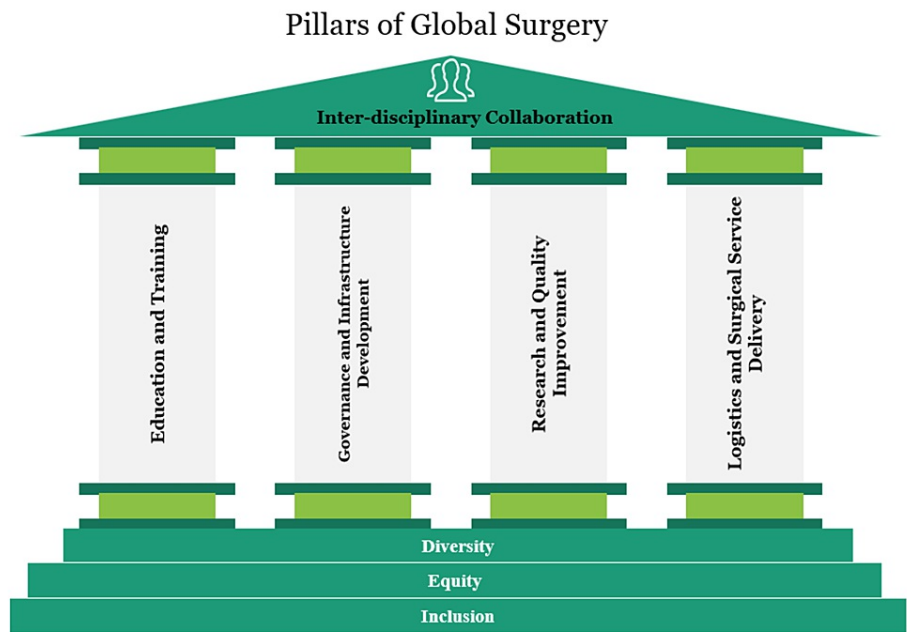 Pillars of Global Surgery
Inter-disciplinary Collaboration
Education and Training
Governance and Infrastructure
Development
Research and Quality
Improvement
Logistics and Surgical Service
Delivery
Diversity
Equity
Inclusion